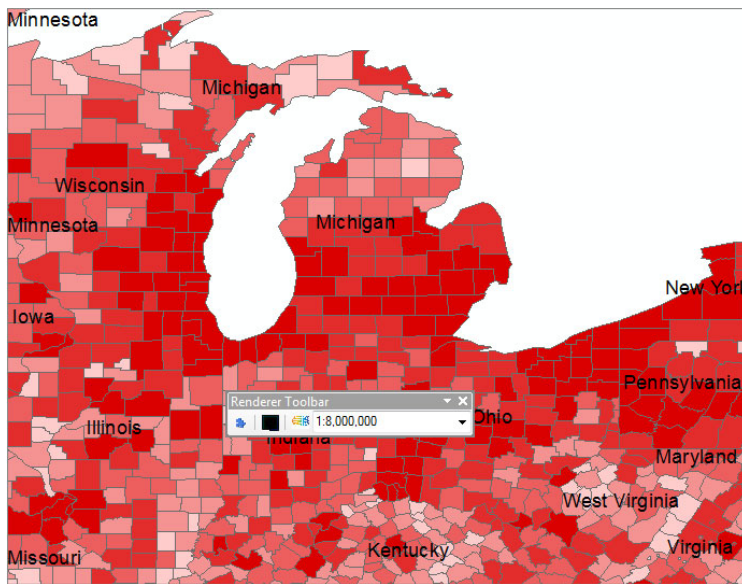 Minnesota
Michigan
Wisconsin
Minnesota
Michigan
New York
Iowa
Pennsylvania
Renderer Toolbar
1:8,000,000
Ohio
Illinois
Indiana
Maryland
West Virginia
Missouri
Kentucky
Virginia